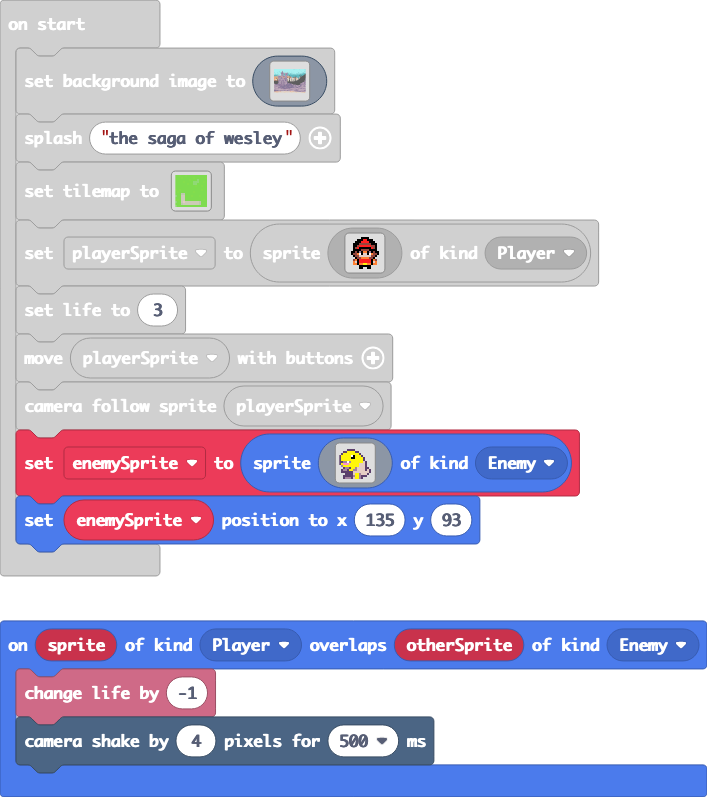 on start
set background image to
splash "the saga of wesley"
set tilemap to
set playerSprite to sprite of kind Player
set life to 3
move playerSprite with buttons
camera follow sprite playerSprite
set enemySprite to sprite of kind Enemy
set enemySprite position to x 135 y 93
on sprite of kind Player overlaps otherSprite of kind Enemy
change life by -1
camera shake by 4 pixels for 500 ms